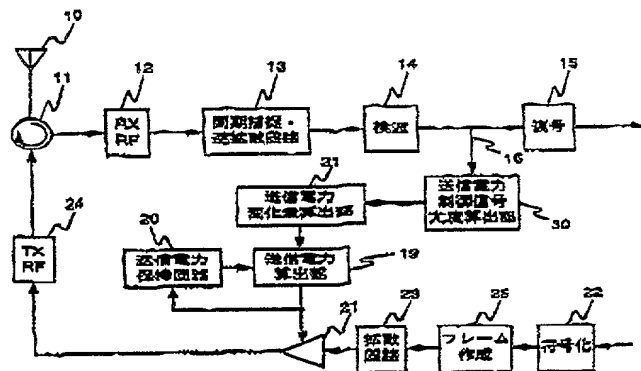 10
11
12
RX
RF
13
同期捕捉・
逆拡散回路
14
検波
15
復号
16
送信電力
制御信号
尤度算出部
30
31
送信電力
変化量算出部
20
送信電力
保持回路
送信電力
算出部
19
24
TX
RF
21
23
拡散
回路
25
フレーム
作成
22
符号化